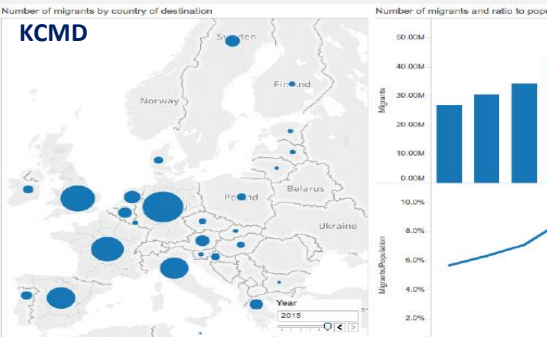 Number of migrants by country of destination
KCMD
Sweden
Finland
Norway
Poland
Belarus
Ukraine
Year
2015
Number of migrants and ratio to popu
50.00M
40.00M
30.00M
20.00M
10.00M
0.00M
Migrants
10.0%
8.0%
6.0%
4.0%
2.0%
Migrants/Population